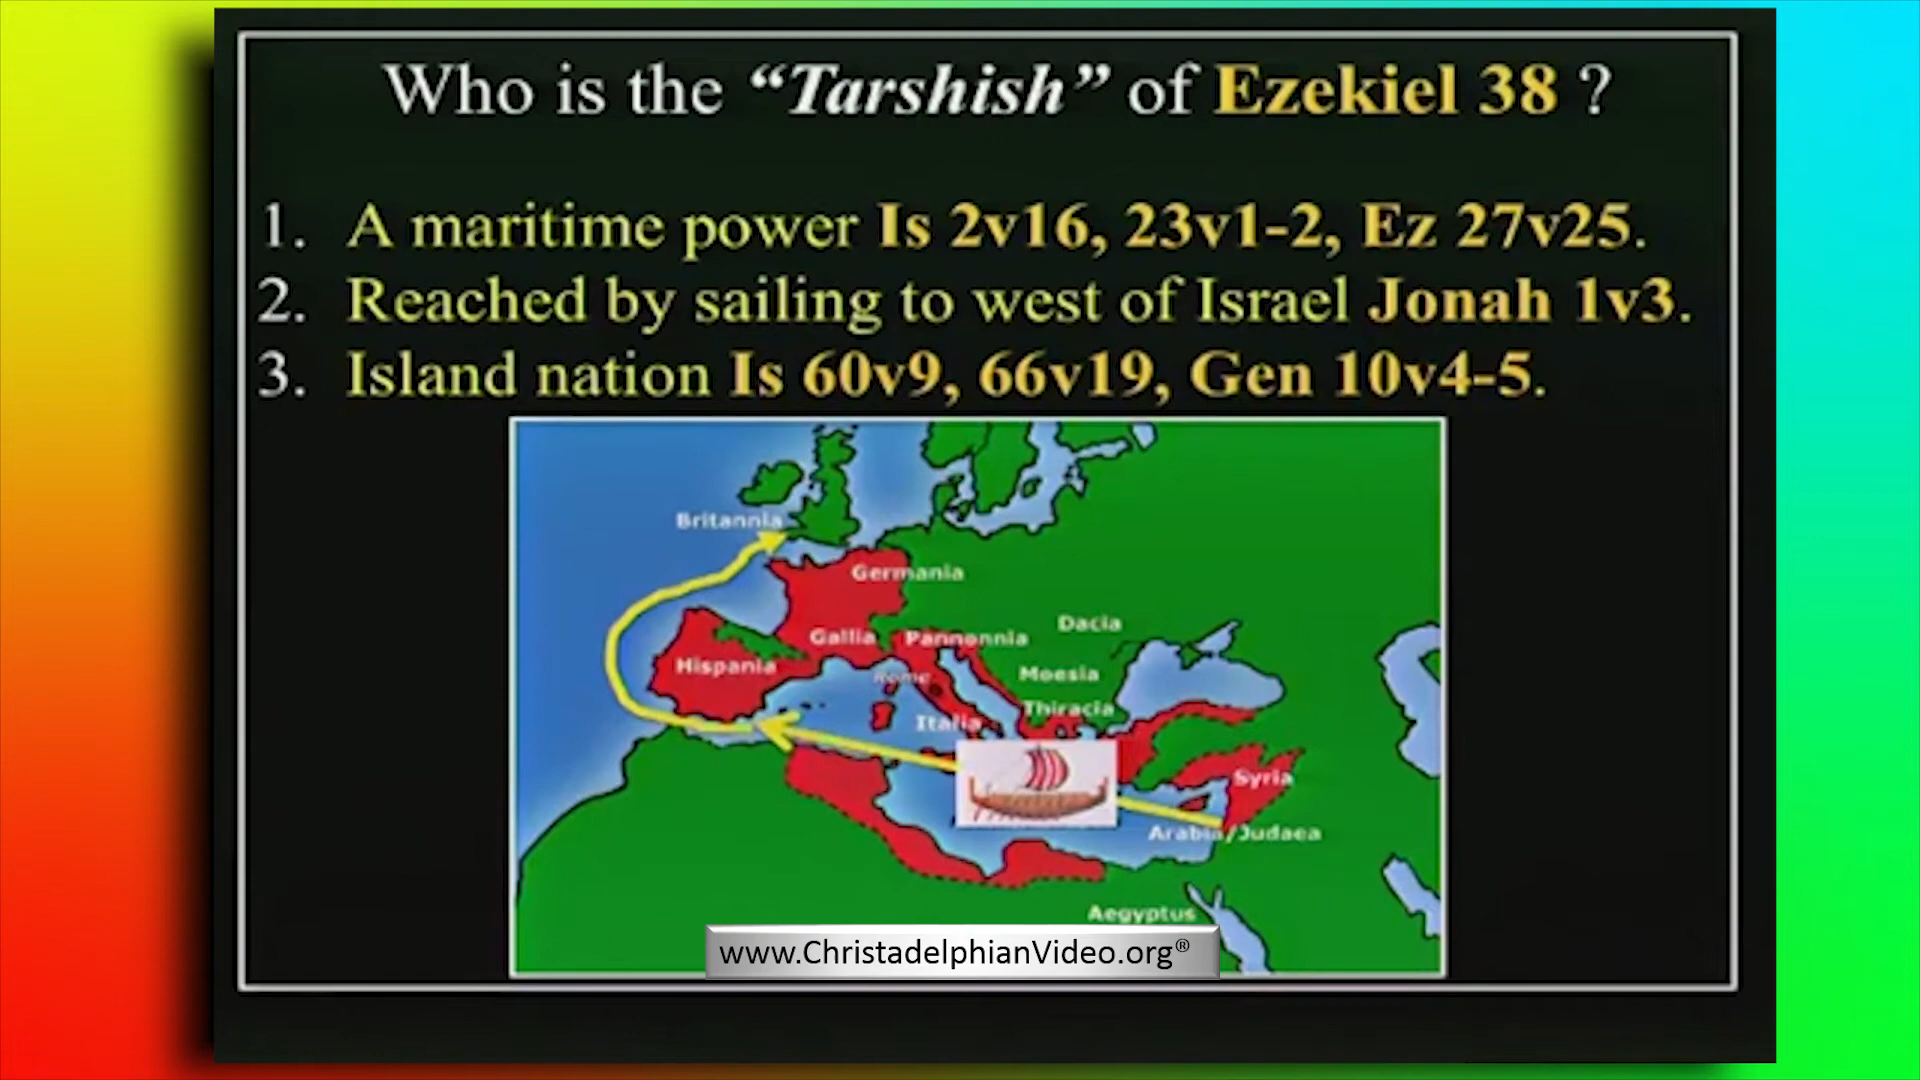 Who is the “Tarshish” of Ezekiel 38 ?
1. A maritime power Is 2v16, 23v1-2, Ez 27v25.
2. Reached by sailing to west of Israel Jonah 1v3.
3. Island nation Is 60v9, 66v19, Gen 10v4-5.
Britannia
Germania
Dacia
Gallia
Pannonnia
Hispania
Moesia
Rome
Thiracia
Italia
Syria
Arabia/Judaea
Aegyptus
www.ChristadelphianVideo.org®